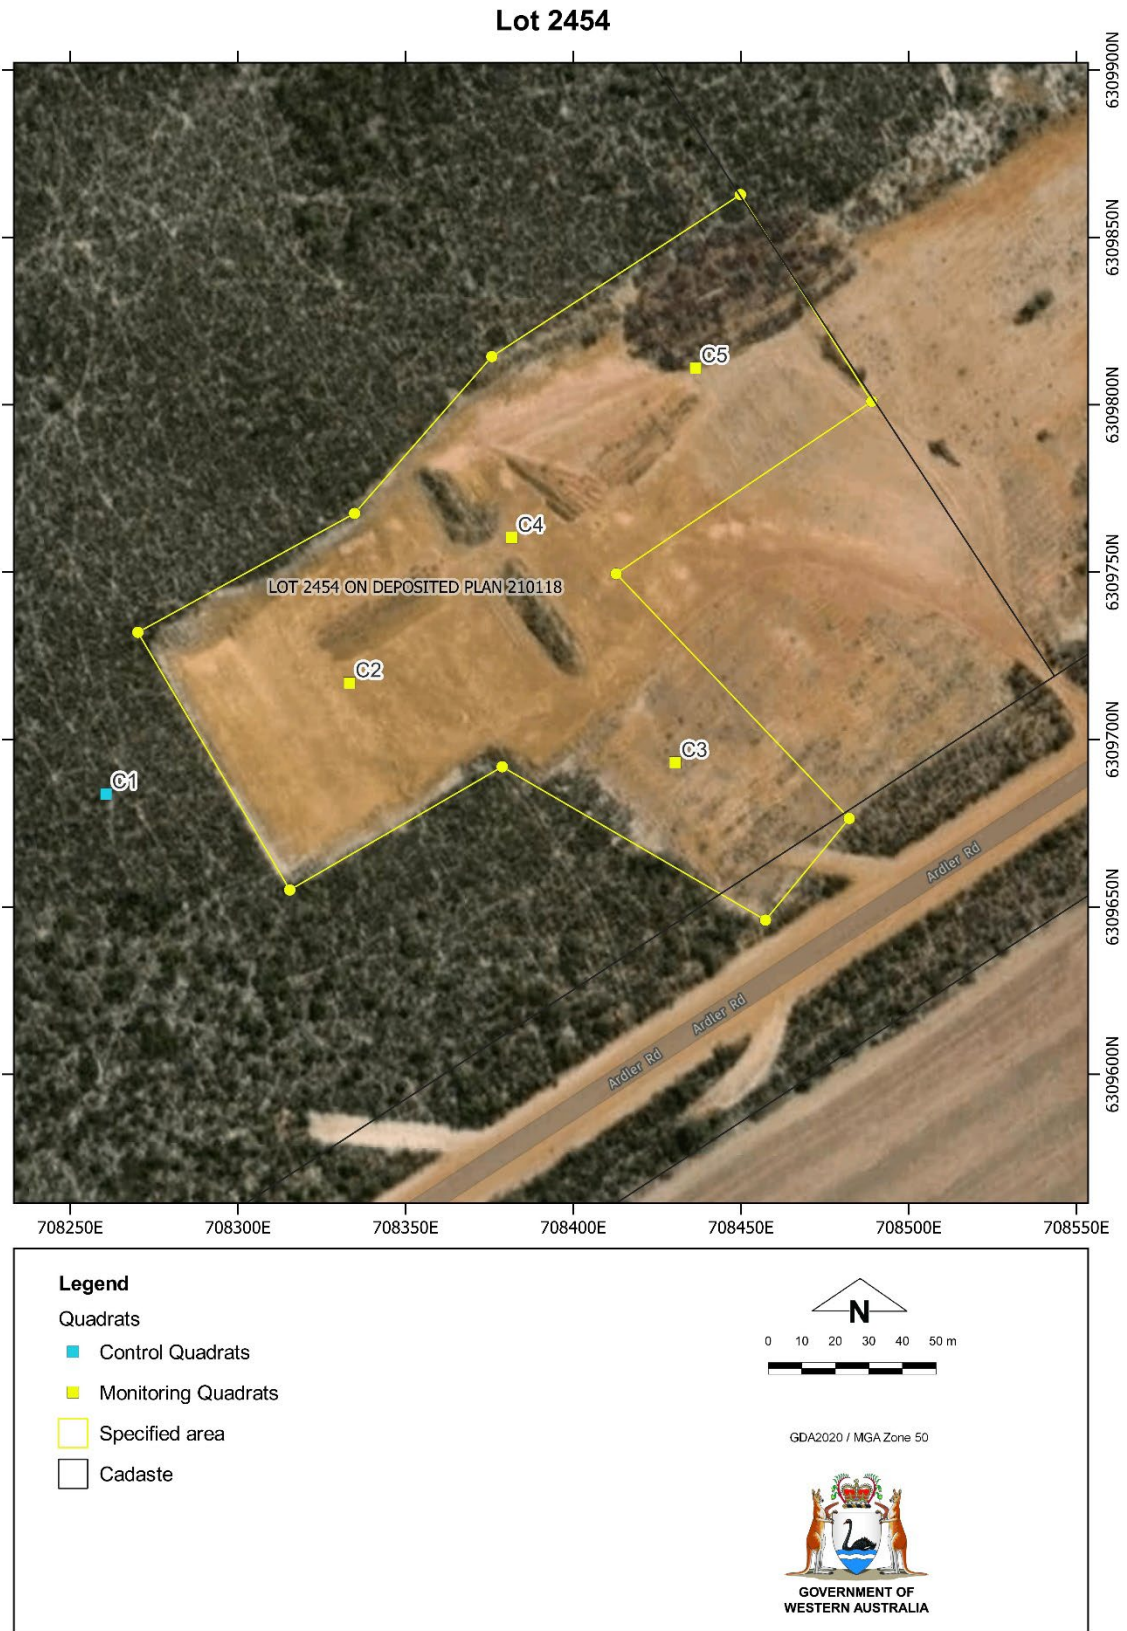 Lot 2454
6309900N
6309850N
6309800N
6309750N
6309700N
6309650N
6309600N
C5
C4
LOT 2454 ON DEPOSITED PLAN 210118
C2
C3
C1
Ardler Rd
Ardler Rd
Ardler Rd
708250E 708300E 708350E 708400E 708450E 708500E 708550E
Legend
Quadrats
Control Quadrats
Monitoring Quadrats
Specified area
Cadaste
N
0 10 20 30 40 50 m
GDA2020 / MGA Zone 50
GOVERNMENT OF
WESTERN AUSTRALIA